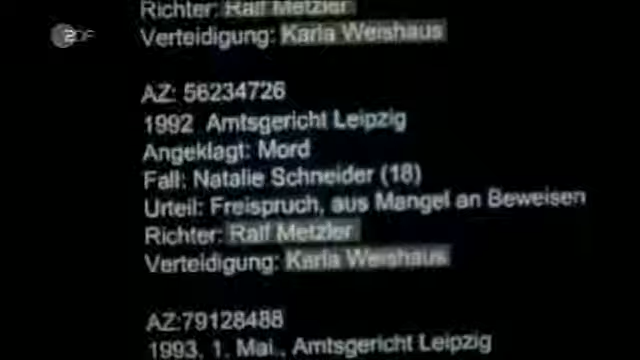 Richter: Ralf Metzler
ZDF
Verteidigung: Karla Weishaus
AZ: 56234726
1992 Amtsgericht Leipzig
Angeklagt: Mord
Fall: Natalie Schneider (18)
Urteil: Freispruch, aus Mangel an Beweisen
Richter: Ralf Metzler
Verteidigung: Karla Weishaus
AZ:79128488
1993, 1. Mai., Amtsgericht Leipzig